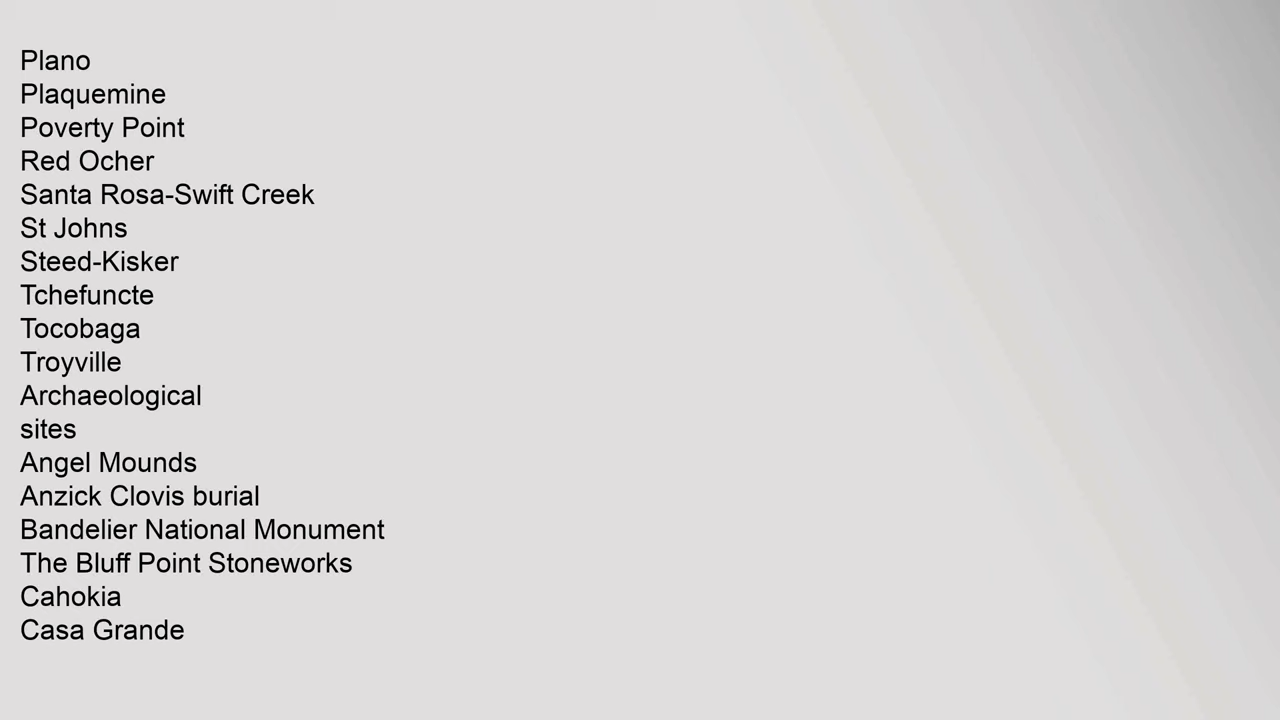 Plano
Plaquemine
Poverty Point
Red Ocher
Santa Rosa-Swift Creek
St Johns
Steed-Kisker
Tchefuncte
Tocobaga
Troyville
Archaeological
sites
Angel Mounds
Anzick Clovis burial
Bandelier National Monument
The Bluff Point Stoneworks
Cahokia
Casa Grande